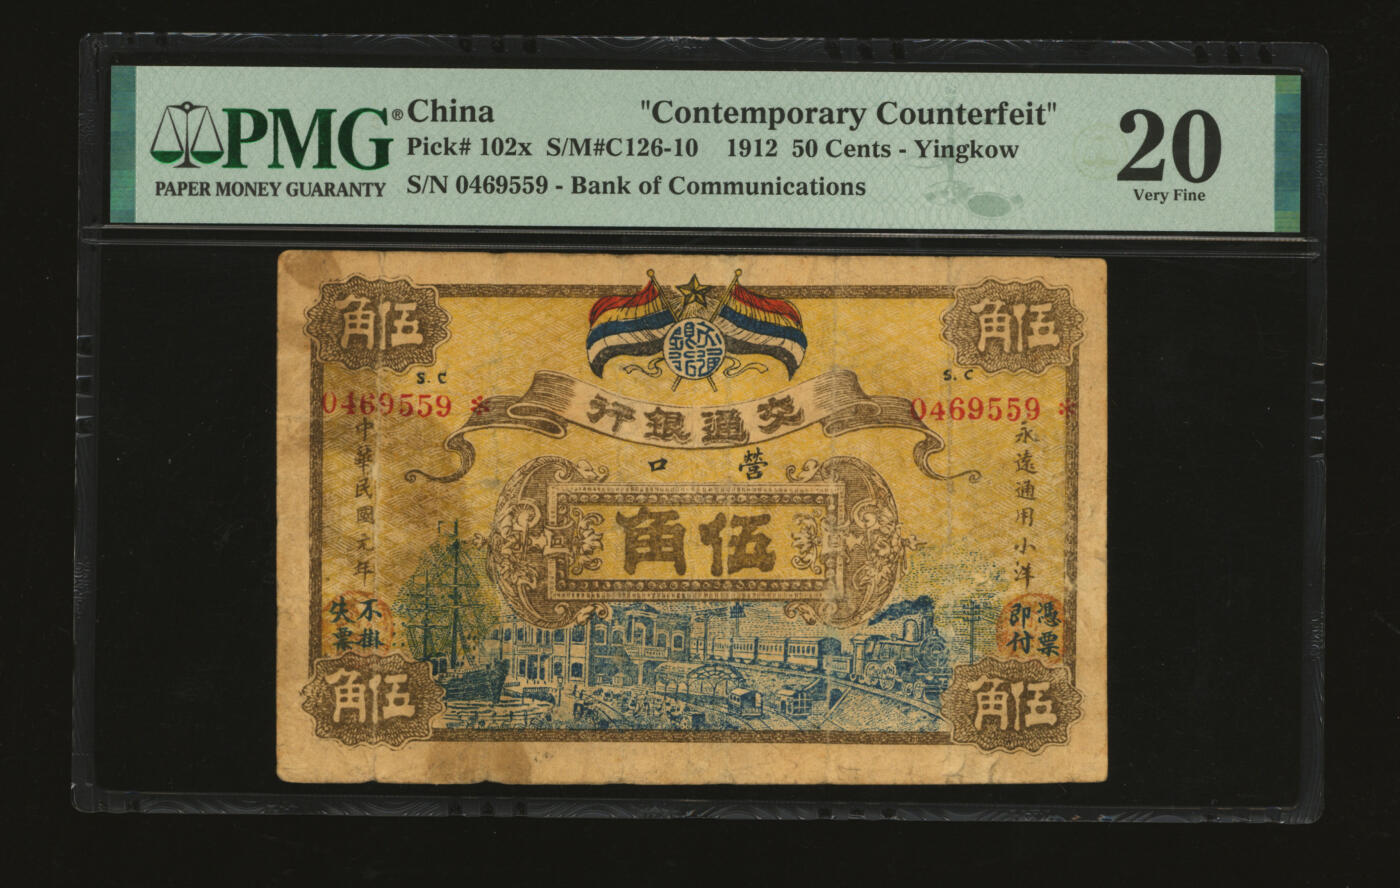 PMG®
PAPER MONEY GUARANTY
China "Contemporary Counterfeit"
Pick# 102x S/M#C126-10 1912 50 Cents - Yingkow
S/N 0469559 - Bank of Communications
20
Very Fine
角伍
角伍
S. C
S. C
0469559 *
0469559 *
行銀通交
口營
中華民國元年
永遠通用小洋
角伍
不掛失票
憑票即付
角伍
角伍